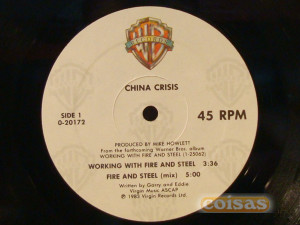 CHINA CRISIS
SIDE 1
0-20172
45 RPM
PRODUCED BY MIKE HOWLETT
From the forthcoming Warner Bros. album
WORKING WITH FIRE AND STEEL (1-25062)
WORKING WITH FIRE AND STEEL 3:36
FIRE AND STEEL (mix) 5:00
Written by Garry and Eddie
Virgin Music ASCAP
℗ 1983 Virgin Records Ltd.
coisas